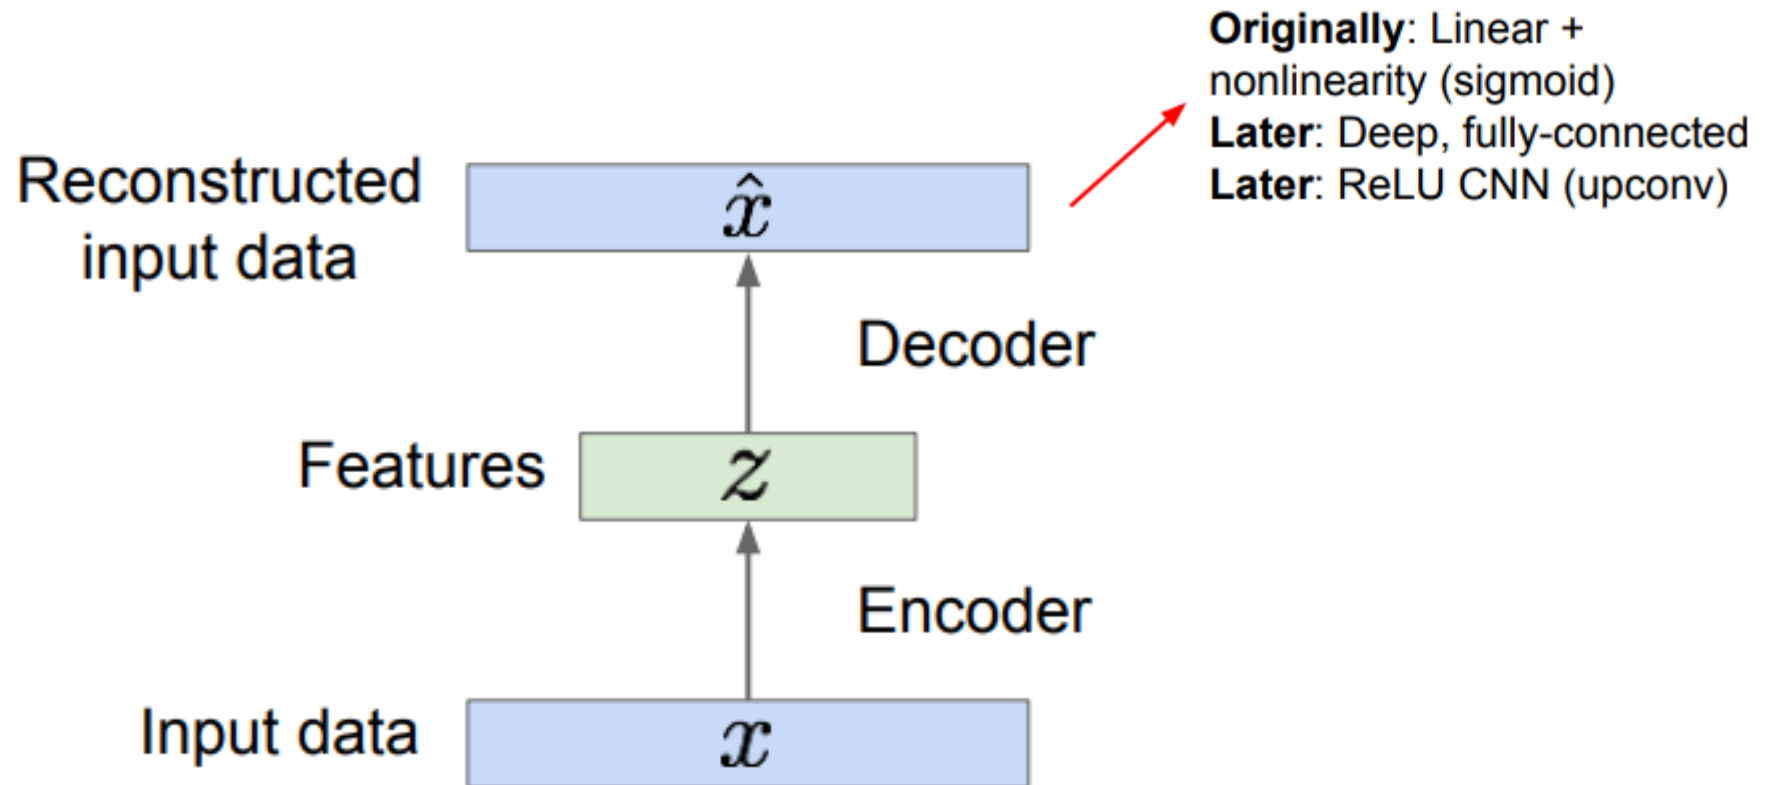 Originally: Linear +
nonlinearity (sigmoid)
Later: Deep, fully-connected
Later: ReLU CNN (upconv)
Reconstructed
input data
x̂
Decoder
Features
z
Encoder
Input data
x